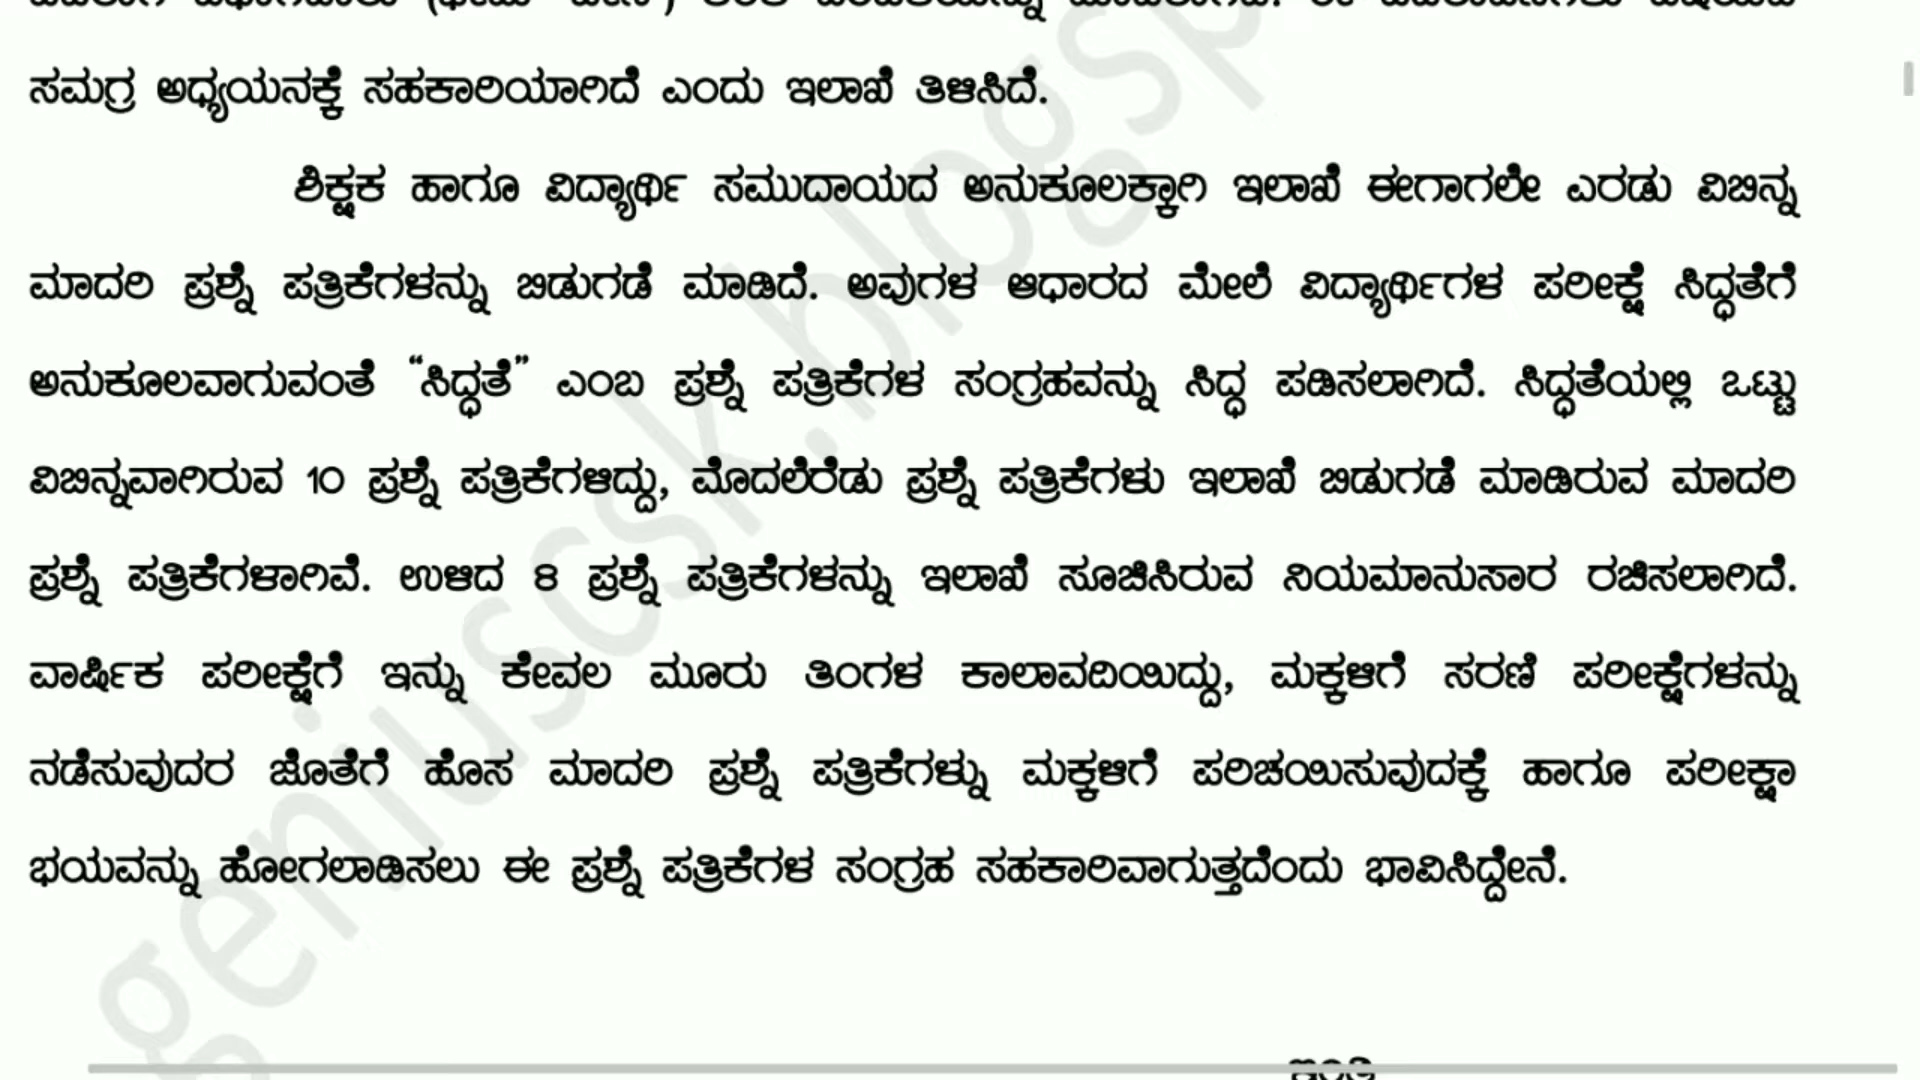 ಸಮಗ್ರ ಅಧ್ಯಯನಕ್ಕೆ ಸಹಕಾರಿಯಾಗಿದೆ ಎಂದು ಇಲಾಖೆ ತಿಳಿಸಿದೆ.
ಶಿಕ್ಷಕ ಹಾಗೂ ವಿದ್ಯಾರ್ಥಿ ಸಮುದಾಯದ ಅನುಕೂಲಕ್ಕಾಗಿ ಇಲಾಖೆ ಈಗಾಗಲೇ ಎರಡು ವಿಬಿನ್ನ
ಮಾದರಿ ಪ್ರಶ್ನೆ ಪತ್ರಿಕೆಗಳನ್ನು ಬಿಡುಗಡೆ ಮಾಡಿದೆ. ಅವುಗಳ ಆಧಾರದ ಮೇಲೆ ವಿದ್ಯಾರ್ಥಿಗಳ ಪರೀಕ್ಷೆ ಸಿದ್ಧತೆಗೆ
ಅನುಕೂಲವಾಗುವಂತೆ “ಸಿದ್ಧತೆ” ಎಂಬ ಪ್ರಶ್ನೆ ಪತ್ರಿಕೆಗಳ ಸಂಗ್ರಹವನ್ನು ಸಿದ್ಧ ಪಡಿಸಲಾಗಿದೆ. ಸಿದ್ಧತೆಯಲ್ಲಿ ಒಟ್ಟು
ವಿಬಿನ್ನವಾಗಿರುವ 10 ಪ್ರಶ್ನೆ ಪತ್ರಿಕೆಗಳಿದ್ದು, ಮೊದಲೆರೆಡು ಪ್ರಶ್ನೆ ಪತ್ರಿಕೆಗಳು ಇಲಾಖೆ ಬಿಡುಗಡೆ ಮಾಡಿರುವ ಮಾದರಿ
ಪ್ರಶ್ನೆ ಪತ್ರಿಕೆಗಳಾಗಿವೆ. ಉಳಿದ 8 ಪ್ರಶ್ನೆ ಪತ್ರಿಕೆಗಳನ್ನು ಇಲಾಖೆ ಸೂಚಿಸಿರುವ ನಿಯಮಾನುಸಾರ ರಚಿಸಲಾಗಿದೆ.
ವಾರ್ಷಿಕ ಪರೀಕ್ಷೆಗೆ ಇನ್ನು ಕೇವಲ ಮೂರು ತಿಂಗಳ ಕಾಲಾವದಿಯಿದ್ದು, ಮಕ್ಕಳಿಗೆ ಸರಣಿ ಪರೀಕ್ಷೆಗಳನ್ನು
ನಡೆಸುವುದರ ಜೊತೆಗೆ ಹೊಸ ಮಾದರಿ ಪ್ರಶ್ನೆ ಪತ್ರಿಕೆಗಳ್ನು ಮಕ್ಕಳಿಗೆ ಪರಿಚಯಿಸುವುದಕ್ಕೆ ಹಾಗೂ ಪರೀಕ್ಷಾ
ಭಯವನ್ನು ಹೋಗಲಾಡಿಸಲು ಈ ಪ್ರಶ್ನೆ ಪತ್ರಿಕೆಗಳ ಸಂಗ್ರಹ ಸಹಕಾರಿವಾಗುತ್ತದೆಂದು ಭಾವಿಸಿದ್ದೇನೆ.
geniuscsk.blogsp